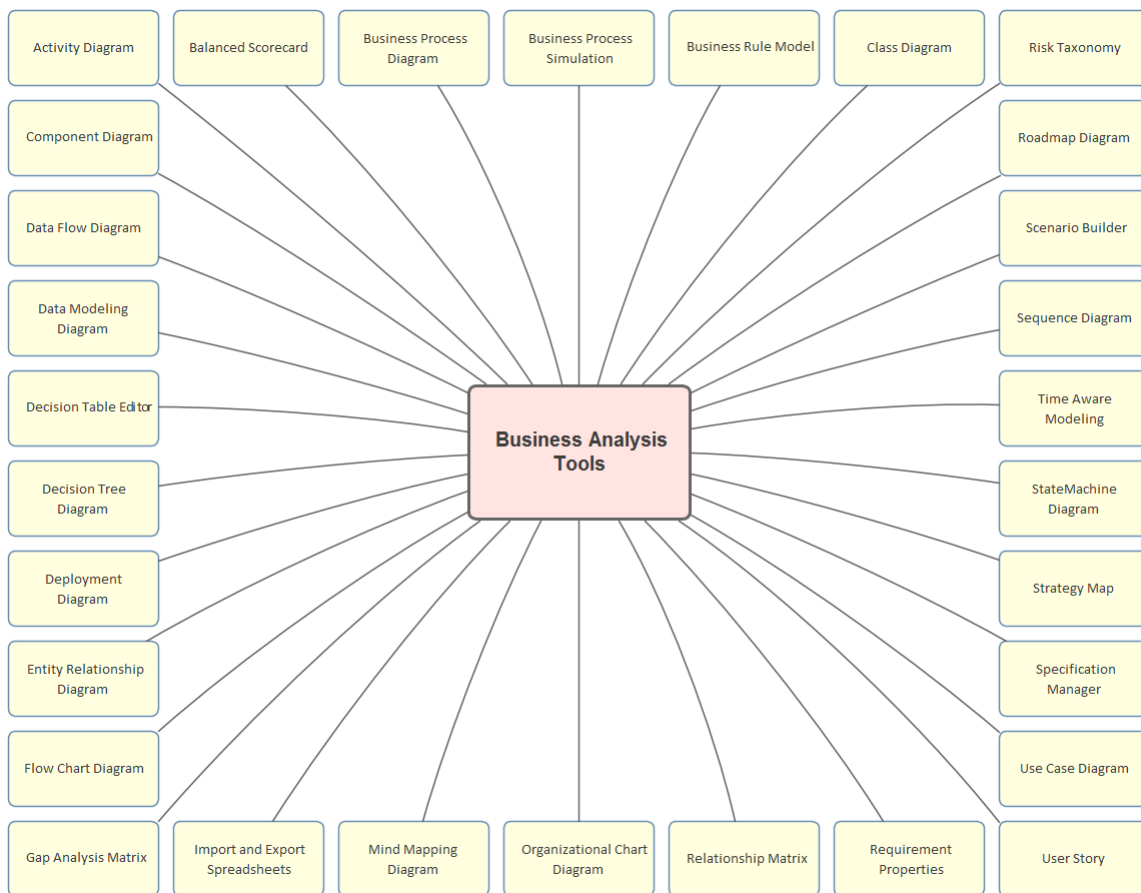 Activity Diagram
Balanced Scorecard
Business Process
Diagram
Business Process
Simulation
Business Rule Model
Class Diagram
Risk Taxonomy
Component Diagram
Roadmap Diagram
Data Flow Diagram
Scenario Builder
Data Modeling
Diagram
Sequence Diagram
Decision Table Editor
Time Aware
Modeling
Business Analysis
Tools
Decision Tree
Diagram
StateMachine
Diagram
Deployment
Diagram
Strategy Map
Entity Relationship
Diagram
Specification
Manager
Flow Chart Diagram
Use Case Diagram
Gap Analysis Matrix
Import and Export
Spreadsheets
Mind Mapping
Diagram
Organizational Chart
Diagram
Relationship Matrix
Requirement
Properties
User Story